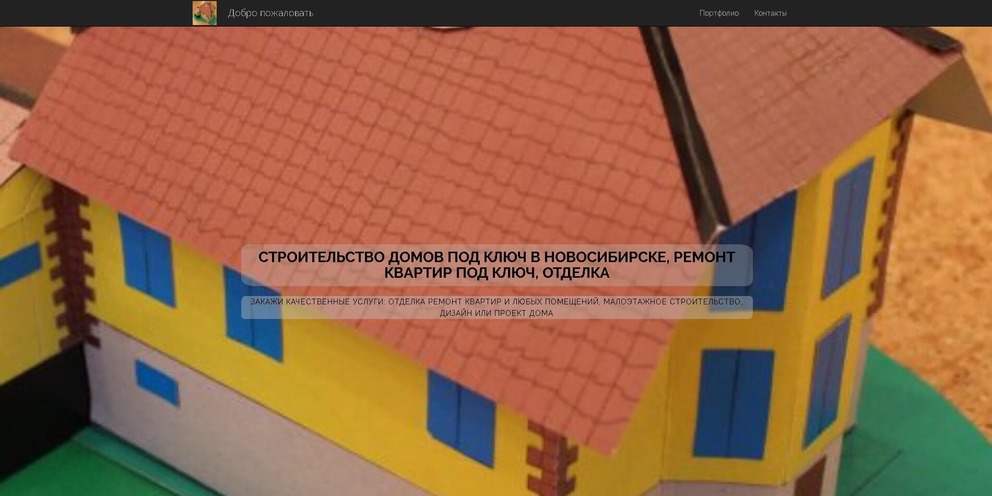 Добро пожаловать
Портфолио Контакты
СТРОИТЕЛЬСТВО ДОМОВ ПОД КЛЮЧ В НОВОСИБИРСКЕ, РЕМОНТ
КВАРТИР ПОД КЛЮЧ, ОТДЕЛКА
ЗАКАЖИ КАЧЕСТВЕННЫЕ УСЛУГИ: ОТДЕЛКА РЕМОНТ КВАРТИР И ЛЮБЫХ ПОМЕЩЕНИЙ, МАЛОЭТАЖНОЕ СТРОИТЕЛЬСТВО,
ДИЗАЙН ИЛИ ПРОЕКТ ДОМА